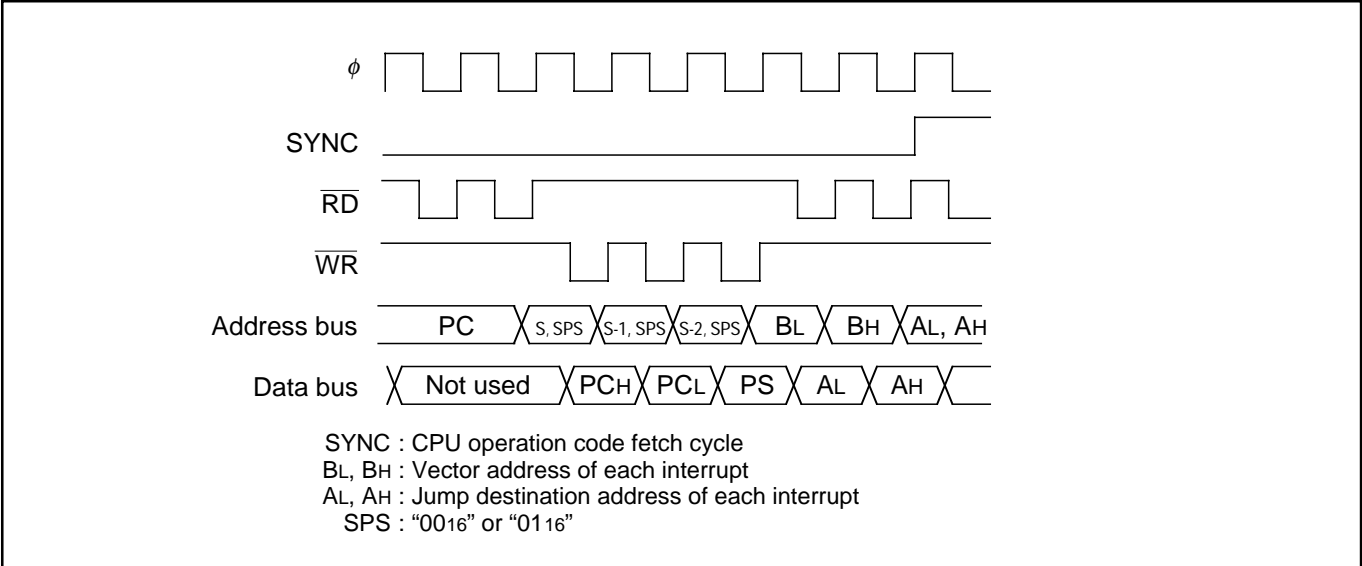 ϕ
SYNC
RD
WR
Address bus PC S, SPS S-1, SPS S-2, SPS BL BH AL, AH
Data bus Not used PCH PCL PS AL AH
SYNC : CPU operation code fetch cycle
BL, BH : Vector address of each interrupt
AL, AH : Jump destination address of each interrupt
SPS : “0016” or “0116”